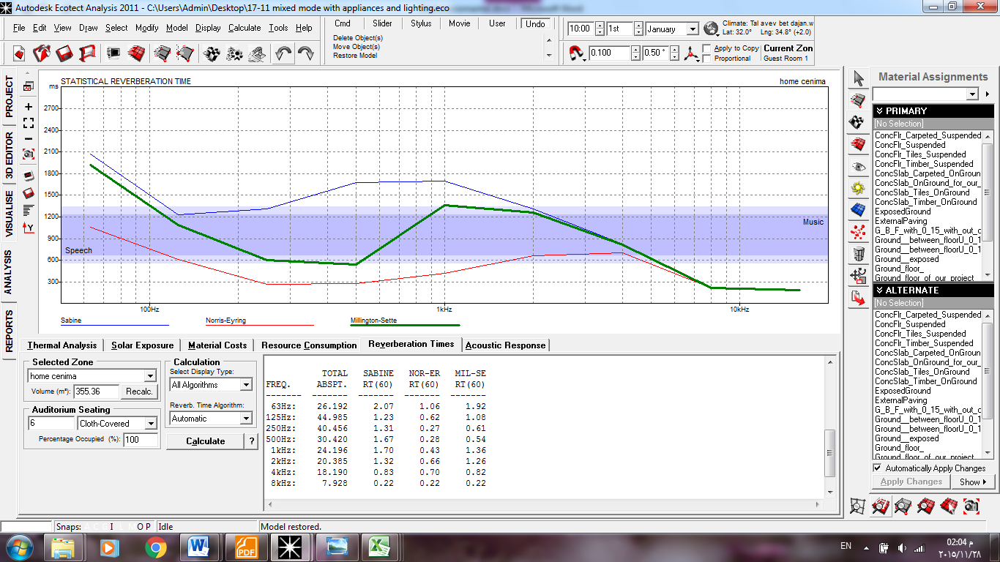 Autodesk Ecotect Analysis 2011 - C:\Users\Admin\Desktop\17-11 mixed mode with appliances and lighting.eco
File Edit View Draw Select Modify Model Display Calculate Tools Help
Cmd Slider Stylus Movie User Undo
Delete Object(s)
Move Object(s)
Restore Model
10:00 1st January
Climate: Tal avev bet dajan.w
Lat: 32.0° Lng: 34.8° (+2.0)
0.100 0.50 °
Apply to Copy
Proportional
Current Zon
Guest Room 1
PROJECT
3D EDITOR
VISUALISE
ANALYSIS
REPORTS
STATISTICAL REVERBERATION TIME
home cenima
ms
2700
2400
2100
1800
1500
1200
900
600
300
Music
Speech
100Hz 1kHz 10kHz
Sabine Norris-Eyring Millington-Sette
Thermal Analysis Solar Exposure Material Costs Resource Consumption Reverberation Times Acoustic Response
Selected Zone
home cenima
Volume (m³): 355.36 Recalc.
Auditorium Seating
6 Cloth-Covered
Percentage Occupied (%): 100
Calculation
Select Display Type:
All Algorithms
Reverb. Time Algorithm:
Automatic
Calculate ?
TOTAL SABINE NOR-ER MIL-SE
FREQ. ABSPT. RT(60) RT(60) RT(60)
------- ------- ------- ------- -------
63Hz: 26.192 2.07 1.06 1.92
125Hz: 44.985 1.23 0.62 1.08
250Hz: 40.456 1.31 0.27 0.61
500Hz: 30.420 1.67 0.28 0.54
1kHz: 24.196 1.70 0.43 1.36
2kHz: 20.385 1.32 0.66 1.26
4kHz: 18.190 0.83 0.70 0.82
8kHz: 7.928 0.22 0.22 0.22
Material Assignments
PRIMARY
[No Selection]
ConcFlr_Carpeted_Suspended
ConcFlr_Suspended
ConcFlr_Tiles_Suspended
ConcFlr_Timber_Suspended
ConcSlab_Carpeted_OnGroun
ConcSlab_OnGround_for_our_
ConcSlab_Tiles_OnGround
ConcSlab_Timber_OnGround
ExposedGround
ExternalPaving
G_B_F_with_0_15_with_out_c
Ground__between_floorU_0_1
Ground__between_floorU_0_1
Ground__exposed
Ground_floor_
Ground_floor_of_our_project
ALTERNATE
[No Selection]
ConcFlr_Carpeted_Suspended
ConcFlr_Suspended
ConcFlr_Tiles_Suspended
ConcFlr_Timber_Suspended
ConcSlab_Carpeted_OnGroun
ConcSlab_OnGround_for_our_
ConcSlab_Tiles_OnGround
ConcSlab_Timber_OnGround
ExposedGround
ExternalPaving
G_B_F_with_0_15_with_out_c
Ground__between_floorU_0_1
Ground__between_floorU_0_1
Ground__exposed
Ground_floor_
Ground_floor_of_our_project
Automatically Apply Changes
Apply Changes Show
Snaps: A C G I L M O P Idle Model restored.
EN
02:04 م
٢٠١٥/١١/٢٨